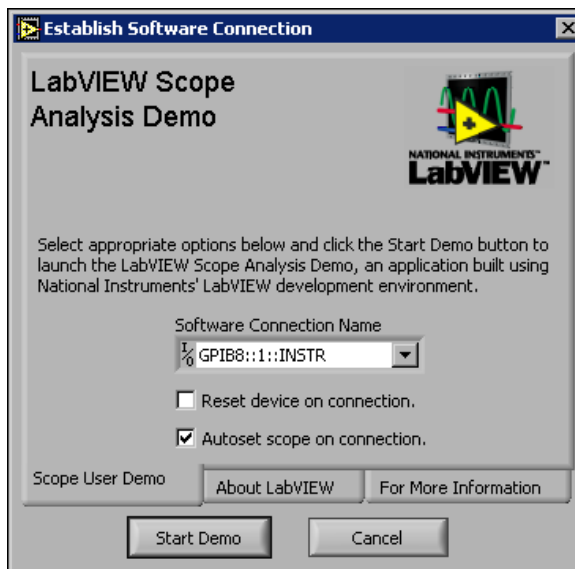 Establish Software Connection
LabVIEW Scope
Analysis Demo
NATIONAL INSTRUMENTS™
LabVIEW™
Select appropriate options below and click the Start Demo button to
launch the LabVIEW Scope Analysis Demo, an application built using
National Instruments' LabVIEW development environment.
Software Connection Name
I/O GPIB8::1::INSTR
Reset device on connection.
Autoset scope on connection.
Scope User Demo
About LabVIEW
For More Information
Start Demo
Cancel